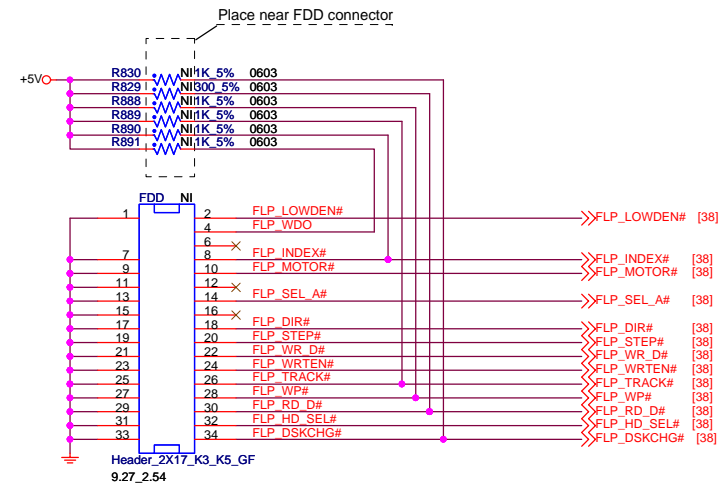 Place near FDD connector
+5V
R830 NI 1K_5% 0603
R829 NI 300_5% 0603
R888 NI 1K_5% 0603
R889 NI 1K_5% 0603
R890 NI 1K_5% 0603
R891 NI 1K_5% 0603
FDD NI
1 2 FLP_LOWDEN# FLP_LOWDEN# [38]
4 FLP_WDO
6
7 8 FLP_INDEX# FLP_INDEX# [38]
9 10 FLP_MOTOR# FLP_MOTOR# [38]
11 12
13 14 FLP_SEL_A# FLP_SEL_A# [38]
15 16
17 18 FLP_DIR# FLP_DIR# [38]
19 20 FLP_STEP# FLP_STEP# [38]
21 22 FLP_WR_D# FLP_WR_D# [38]
23 24 FLP_WRTEN# FLP_WRTEN# [38]
25 26 FLP_TRACK# FLP_TRACK# [38]
27 28 FLP_WP# FLP_WP# [38]
29 30 FLP_RD_D# FLP_RD_D# [38]
31 32 FLP_HD_SEL# FLP_HD_SEL# [38]
33 34 FLP_DSKCHG# FLP_DSKCHG# [38]
Header_2X17_K3_K5_GF
9.27_2.54